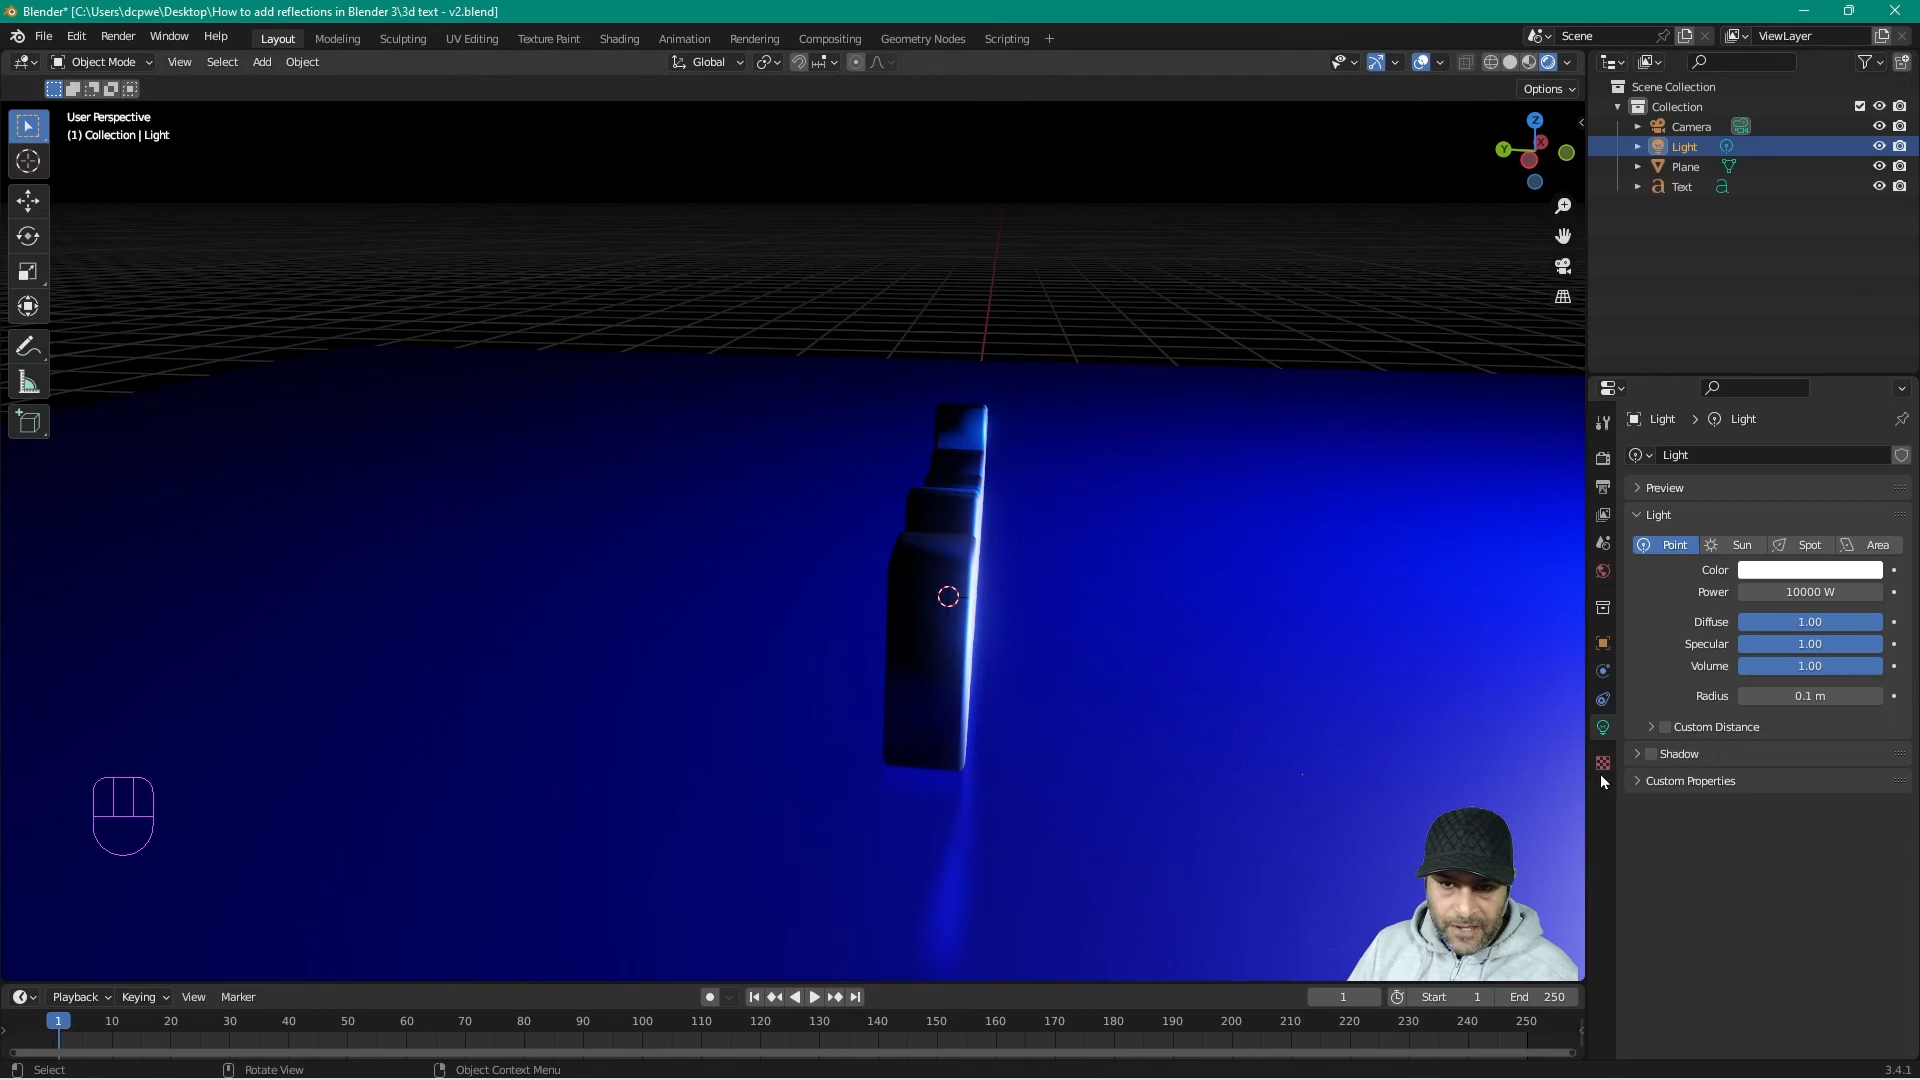 Blender* [C:\Users\dcpwe\Desktop\How to add reflections in Blender 3\3d text - v2.blend]
File Edit Render Window Help Layout Modeling Sculpting UV Editing Texture Paint Shading Animation Rendering Compositing Geometry Nodes Scripting + Scene ViewLayer
Object Mode View Select Add Object Global
Options
User Perspective
(1) Collection | Light
Z
X
Y
Scene Collection
Collection
Camera
Light
Plane
Text
Light > Light
Light
Preview
Light
Point Sun Spot Area
Color
Power 10000 W
Diffuse 1.00
Specular 1.00
Volume 1.00
Radius 0.1 m
Custom Distance
Shadow
Custom Properties
Playback Keying View Marker 1 Start 1 End 250
1 10 20 30 40 50 60 70 80 90 100 110 120 130 140 150 160 170 180 190 200 210 220 230 240 250
Select Rotate View Object Context Menu 3.4.1